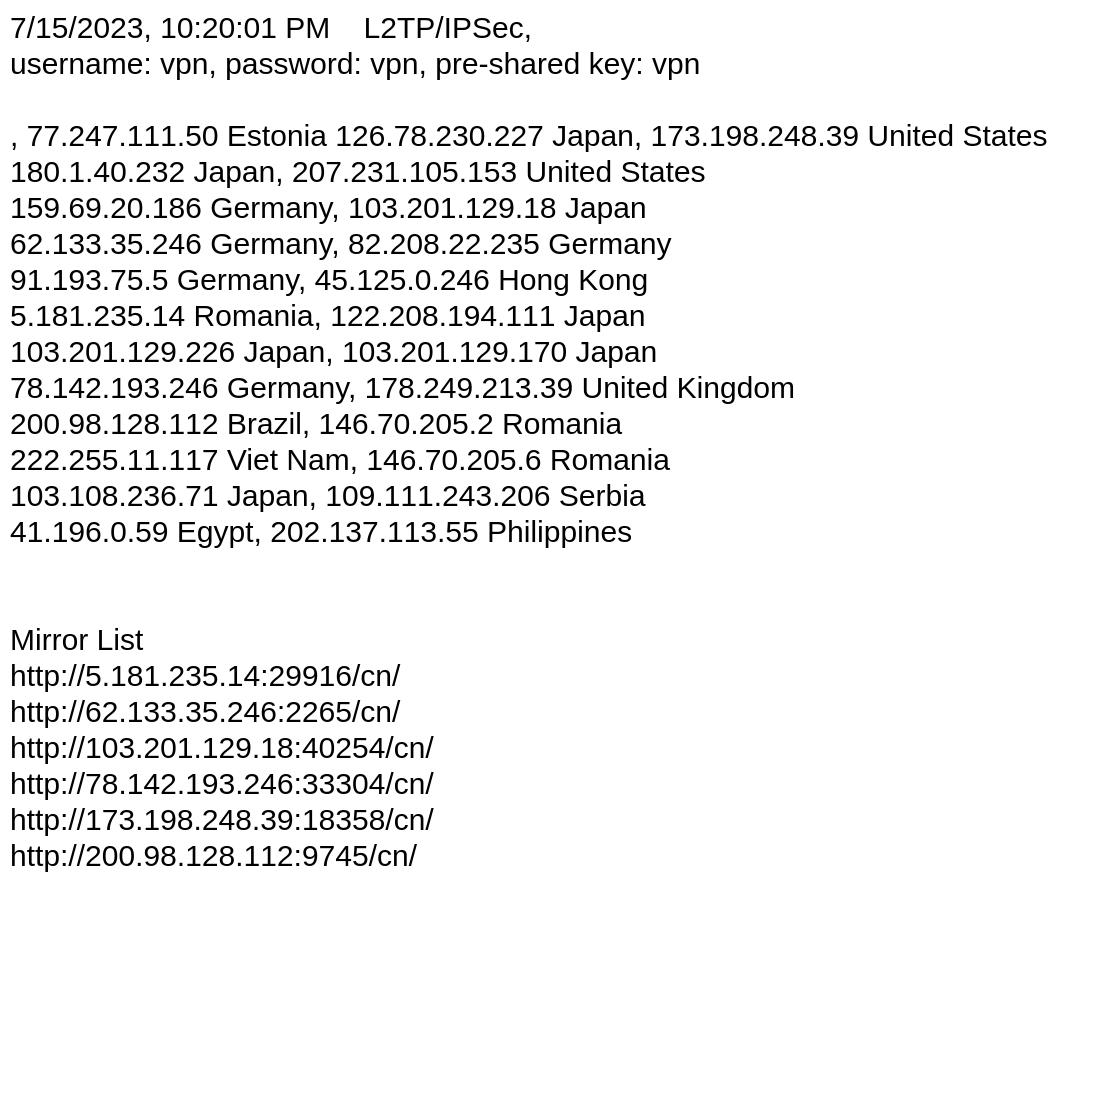 7/15/2023, 10:20:01 PM    L2TP/IPSec,
username: vpn, password: vpn, pre-shared key: vpn
, 77.247.111.50 Estonia 126.78.230.227 Japan, 173.198.248.39 United States
180.1.40.232 Japan, 207.231.105.153 United States
159.69.20.186 Germany, 103.201.129.18 Japan
62.133.35.246 Germany, 82.208.22.235 Germany
91.193.75.5 Germany, 45.125.0.246 Hong Kong
5.181.235.14 Romania, 122.208.194.111 Japan
103.201.129.226 Japan, 103.201.129.170 Japan
78.142.193.246 Germany, 178.249.213.39 United Kingdom
200.98.128.112 Brazil, 146.70.205.2 Romania
222.255.11.117 Viet Nam, 146.70.205.6 Romania
103.108.236.71 Japan, 109.111.243.206 Serbia
41.196.0.59 Egypt, 202.137.113.55 Philippines
Mirror List
http://5.181.235.14:29916/cn/
http://62.133.35.246:2265/cn/
http://103.201.129.18:40254/cn/
http://78.142.193.246:33304/cn/
http://173.198.248.39:18358/cn/
http://200.98.128.112:9745/cn/